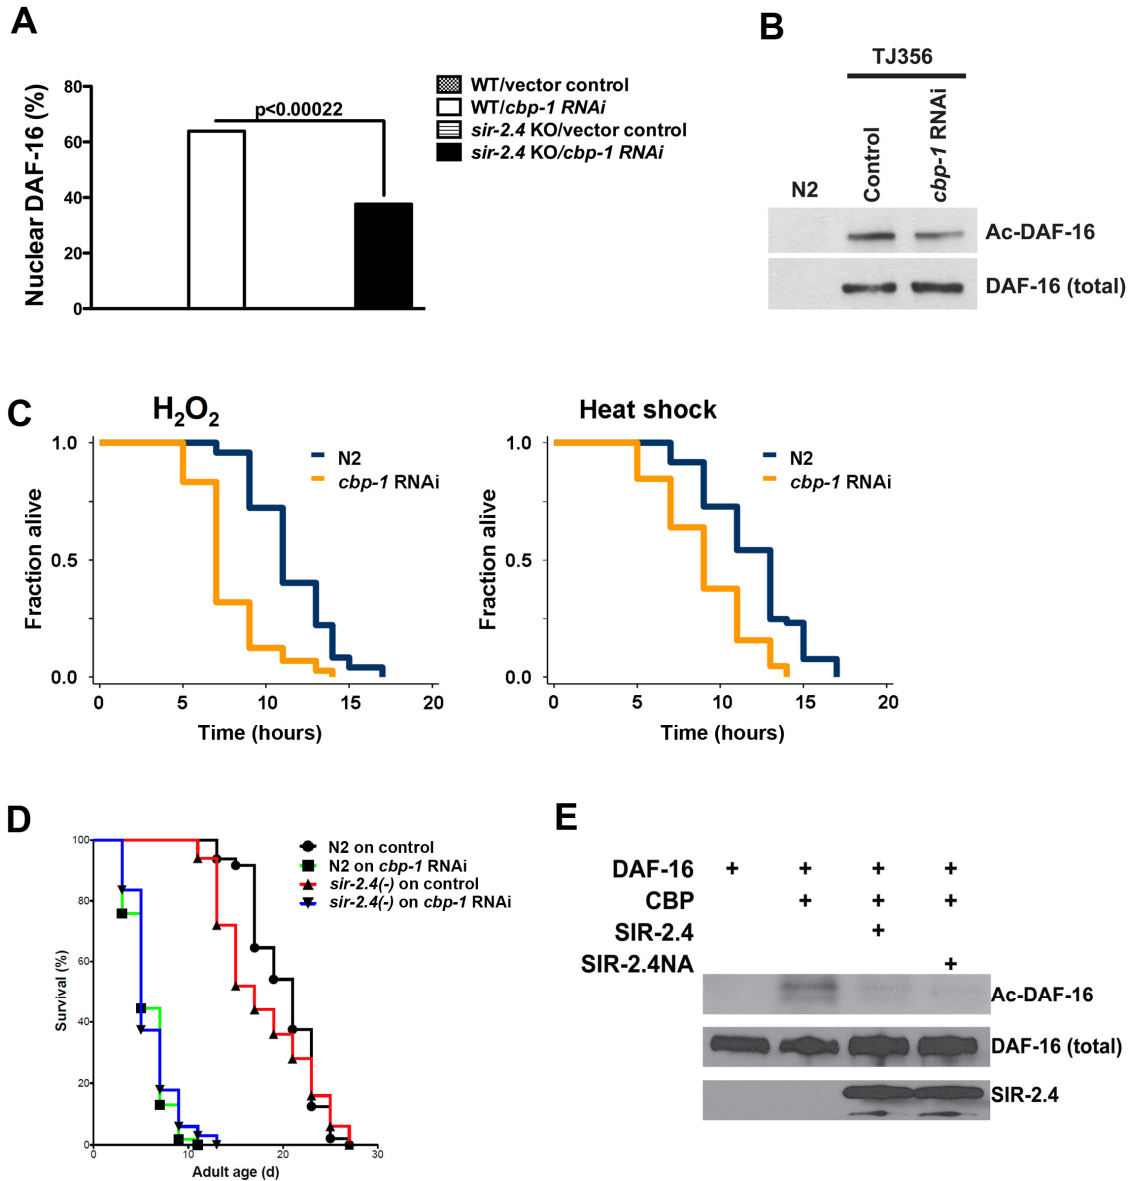 A
Nuclear DAF-16 (%)
80
60
40
20
0
p<0.00022
WT/vector control
WT/cbp-1 RNAi
sir-2.4 KO/vector control
sir-2.4 KO/cbp-1 RNAi
B
TJ356
N2
Control
cbp-1 RNAi
Ac-DAF-16
DAF-16 (total)
C
H₂O₂
Fraction alive
1.0
0.5
0.0
N2
cbp-1 RNAi
0 5 10 15 20
Time (hours)
Heat shock
Fraction alive
1.0
0.5
0.0
N2
cbp-1 RNAi
0 5 10 15 20
Time (hours)
D
Survival (%)
100
80
60
40
20
0
N2 on control
N2 on cbp-1 RNAi
sir-2.4(-) on control
sir-2.4(-) on cbp-1 RNAi
0 10 20 30
Adult age (d)
E
DAF-16 + + + +
CBP + + +
SIR-2.4 +
SIR-2.4NA +
Ac-DAF-16
DAF-16 (total)
SIR-2.4